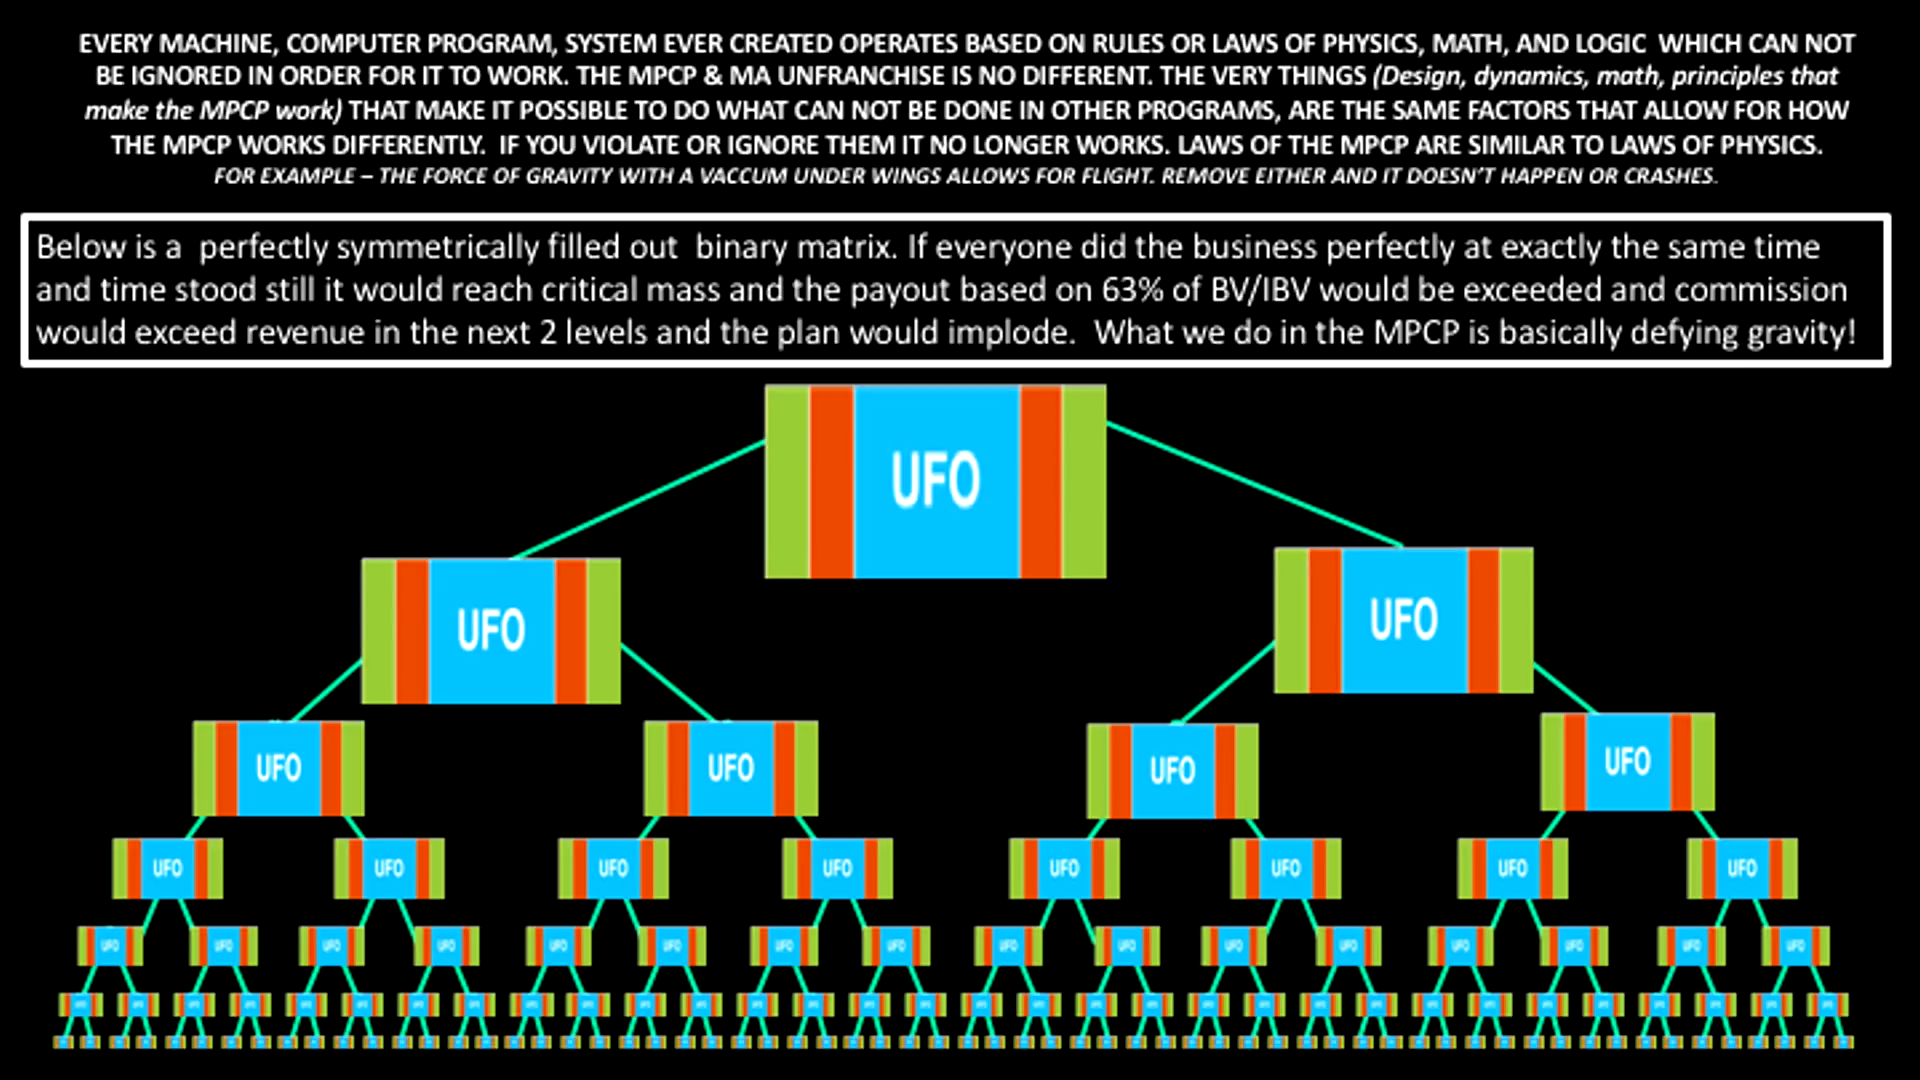 EVERY MACHINE, COMPUTER PROGRAM, SYSTEM EVER CREATED OPERATES BASED ON RULES OR LAWS OF PHYSICS, MATH, AND LOGIC WHICH CAN NOT
BE IGNORED IN ORDER FOR IT TO WORK. THE MPCP & MA UNFRANCHISE IS NO DIFFERENT. THE VERY THINGS (Design, dynamics, math, principles that
make the MPCP work) THAT MAKE IT POSSIBLE TO DO WHAT CAN NOT BE DONE IN OTHER PROGRAMS, ARE THE SAME FACTORS THAT ALLOW FOR HOW
THE MPCP WORKS DIFFERENTLY. IF YOU VIOLATE OR IGNORE THEM IT NO LONGER WORKS. LAWS OF THE MPCP ARE SIMILAR TO LAWS OF PHYSICS.
FOR EXAMPLE – THE FORCE OF GRAVITY WITH A VACCUM UNDER WINGS ALLOWS FOR FLIGHT. REMOVE EITHER AND IT DOESN'T HAPPEN OR CRASHES.
Below is a perfectly symmetrically filled out binary matrix. If everyone did the business perfectly at exactly the same time
and time stood still it would reach critical mass and the payout based on 63% of BV/IBV would be exceeded and commission
would exceed revenue in the next 2 levels and the plan would implode. What we do in the MPCP is basically defying gravity!
UFO
UFO UFO
UFO UFO UFO UFO
UFO UFO UFO UFO UFO UFO UFO UFO
UFO UFO UFO UFO UFO UFO UFO UFO UFO UFO UFO UFO UFO UFO UFO UFO